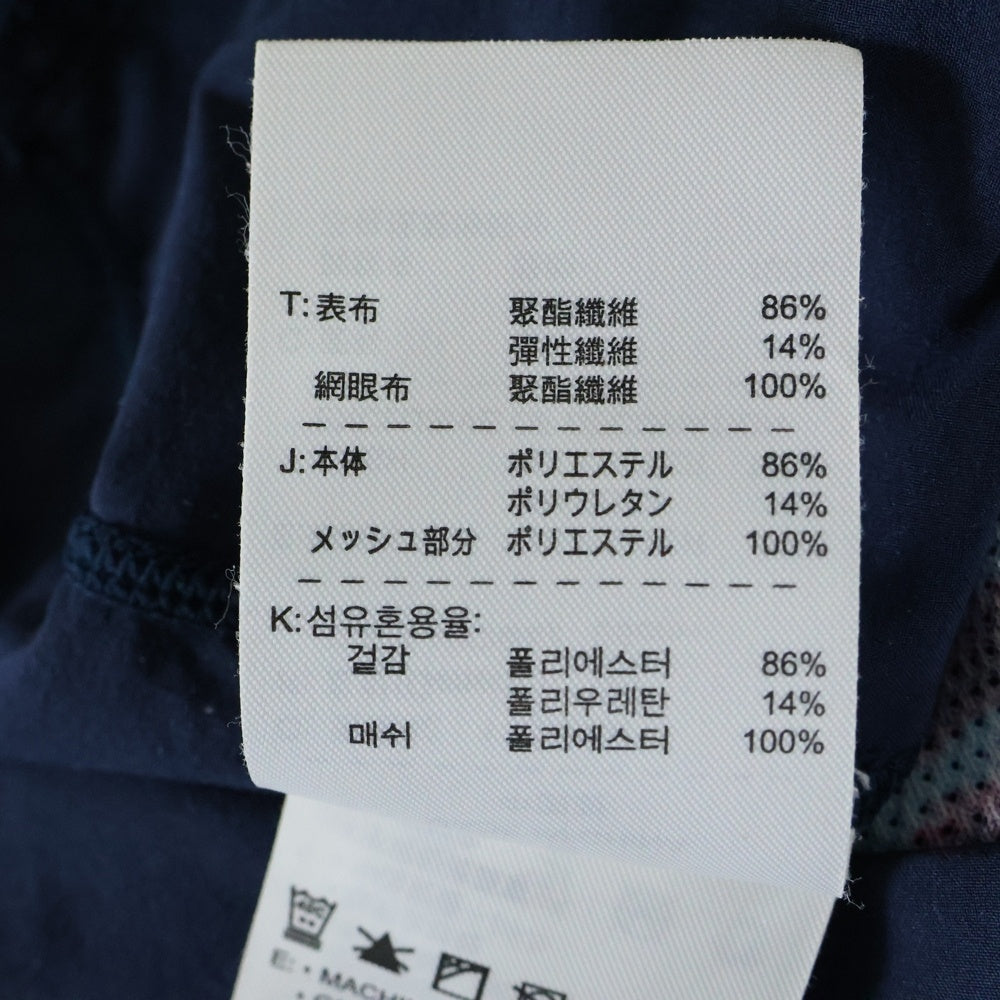 T: 表布 聚酯纖維 86%
彈性纖維 14%
網眼布 聚酯纖維 100%
J: 本体 ポリエステル 86%
ポリウレタン 14%
メッシュ部分 ポリエステル 100%
K: 섬유혼용율:
겉감 폴리에스터 86%
폴리우레탄 14%
매쉬 폴리에스터 100%
E: •